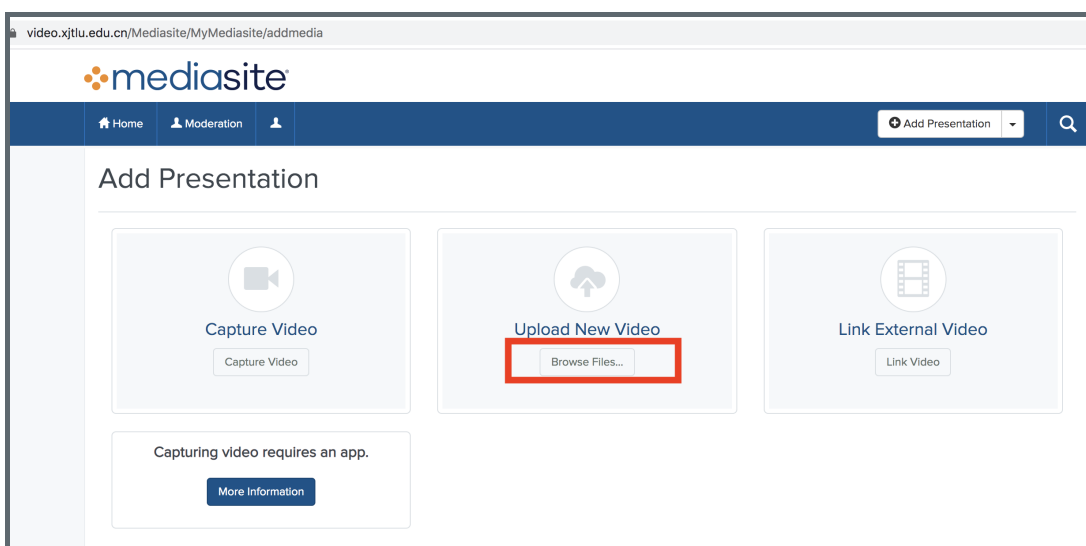 video.xjtlu.edu.cn/Mediasite/MyMediasite/addmedia
mediasite
Home Moderation Add Presentation
Add Presentation
Capture Video
Capture Video
Upload New Video
Browse Files...
Link External Video
Link Video
Capturing video requires an app.
More Information